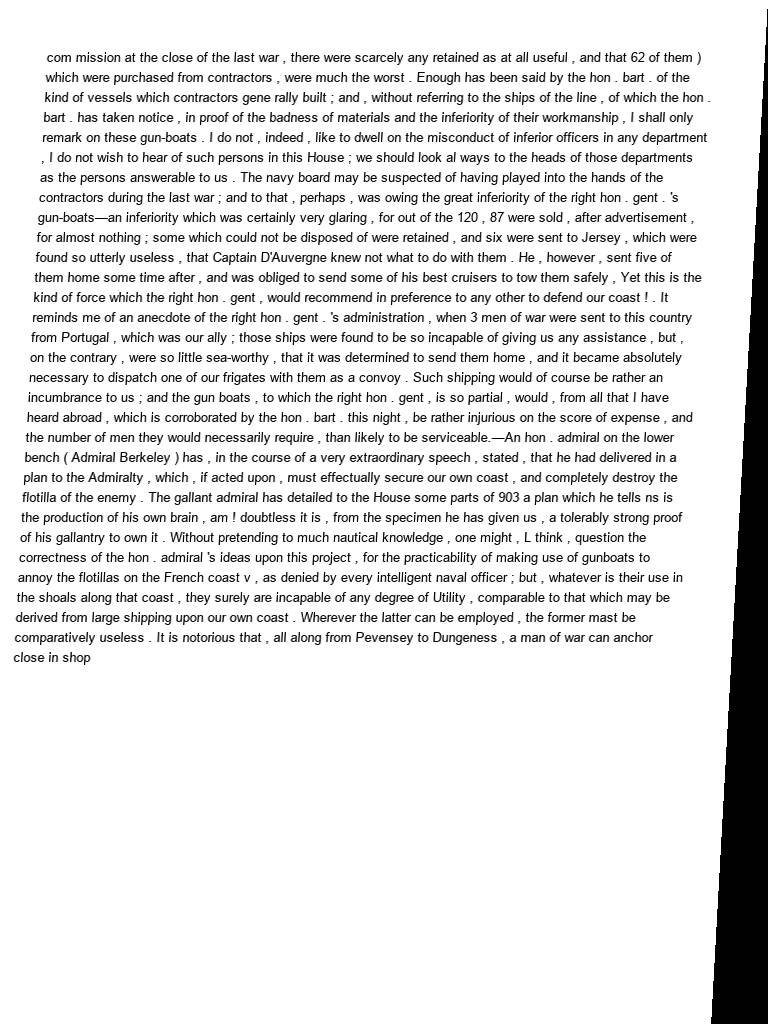 com mission at the close of the last war , there were scarcely any retained as at all useful , and that 62 of them )
which were purchased from contractors , were much the worst . Enough has been said by the hon . bart . of the
kind of vessels which contractors gene rally built ; and , without referring to the ships of the line , of which the hon .
bart . has taken notice , in proof of the badness of materials and the inferiority of their workmanship , I shall only
remark on these gun-boats . I do not , indeed , like to dwell on the misconduct of inferior officers in any department
, I do not wish to hear of such persons in this House ; we should look al ways to the heads of those departments
as the persons answerable to us . The navy board may be suspected of having played into the hands of the
contractors during the last war ; and to that , perhaps , was owing the great inferiority of the right hon . gent . 's
gun-boats—an inferiority which was certainly very glaring , for out of the 120 , 87 were sold , after advertisement ,
for almost nothing ; some which could not be disposed of were retained , and six were sent to Jersey , which were
found so utterly useless , that Captain D'Auvergne knew not what to do with them . He , however , sent five of
them home some time after , and was obliged to send some of his best cruisers to tow them safely , Yet this is the
kind of force which the right hon . gent , would recommend in preference to any other to defend our coast ! . It
reminds me of an anecdote of the right hon . gent . 's administration , when 3 men of war were sent to this country
from Portugal , which was our ally ; those ships were found to be so incapable of giving us any assistance , but ,
on the contrary , were so little sea-worthy , that it was determined to send them home , and it became absolutely
necessary to dispatch one of our frigates with them as a convoy . Such shipping would of course be rather an
incumbrance to us ; and the gun boats , to which the right hon . gent , is so partial , would , from all that I have
heard abroad , which is corroborated by the hon . bart . this night , be rather injurious on the score of expense , and
the number of men they would necessarily require , than likely to be serviceable.—An hon . admiral on the lower
bench ( Admiral Berkeley ) has , in the course of a very extraordinary speech , stated , that he had delivered in a
plan to the Admiralty , which , if acted upon , must effectually secure our own coast , and completely destroy the
flotilla of the enemy . The gallant admiral has detailed to the House some parts of 903 a plan which he tells ns is
the production of his own brain , am ! doubtless it is , from the specimen he has given us , a tolerably strong proof
of his gallantry to own it . Without pretending to much nautical knowledge , one might , L think , question the
correctness of the hon . admiral 's ideas upon this project , for the practicability of making use of gunboats to
annoy the flotillas on the French coast v , as denied by every intelligent naval officer ; but , whatever is their use in
the shoals along that coast , they surely are incapable of any degree of Utility , comparable to that which may be
derived from large shipping upon our own coast . Wherever the latter can be employed , the former mast be
comparatively useless . It is notorious that , all along from Pevensey to Dungeness , a man of war can anchor
close in shop